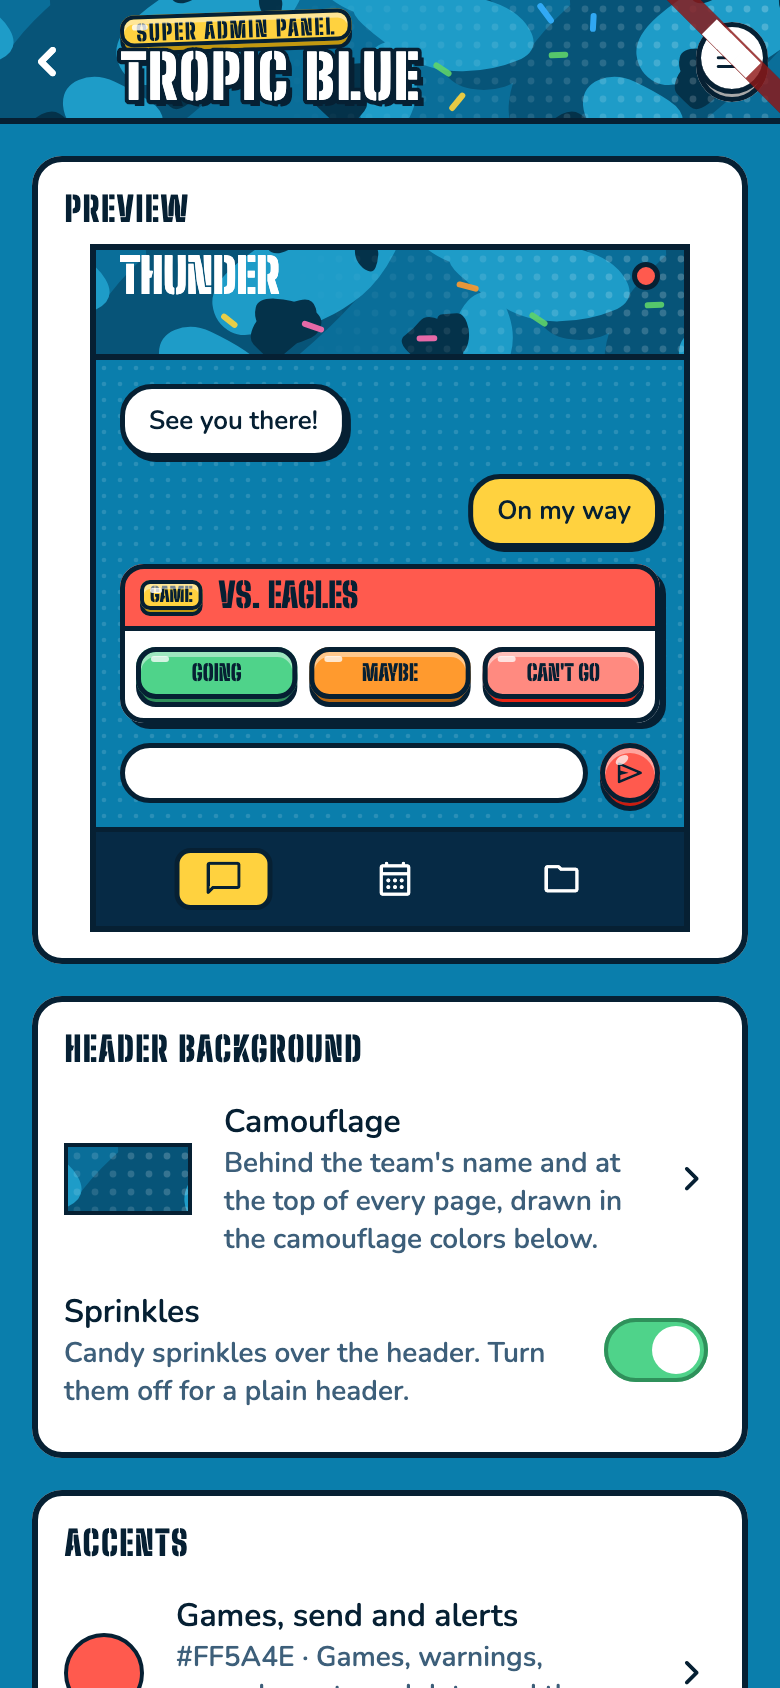 SUPER ADMIN PANEL
TROPIC BLUE
PREVIEW
THUNDER
See you there!
On my way
GAME
VS. EAGLES
GOING
MAYBE
CAN'T GO
HEADER BACKGROUND
Camouflage
Behind the team's name and at
the top of every page, drawn in
the camouflage colors below.
Sprinkles
Candy sprinkles over the header. Turn
them off for a plain header.
ACCENTS
Games, send and alerts
#FF5A4E · Games, warnings,